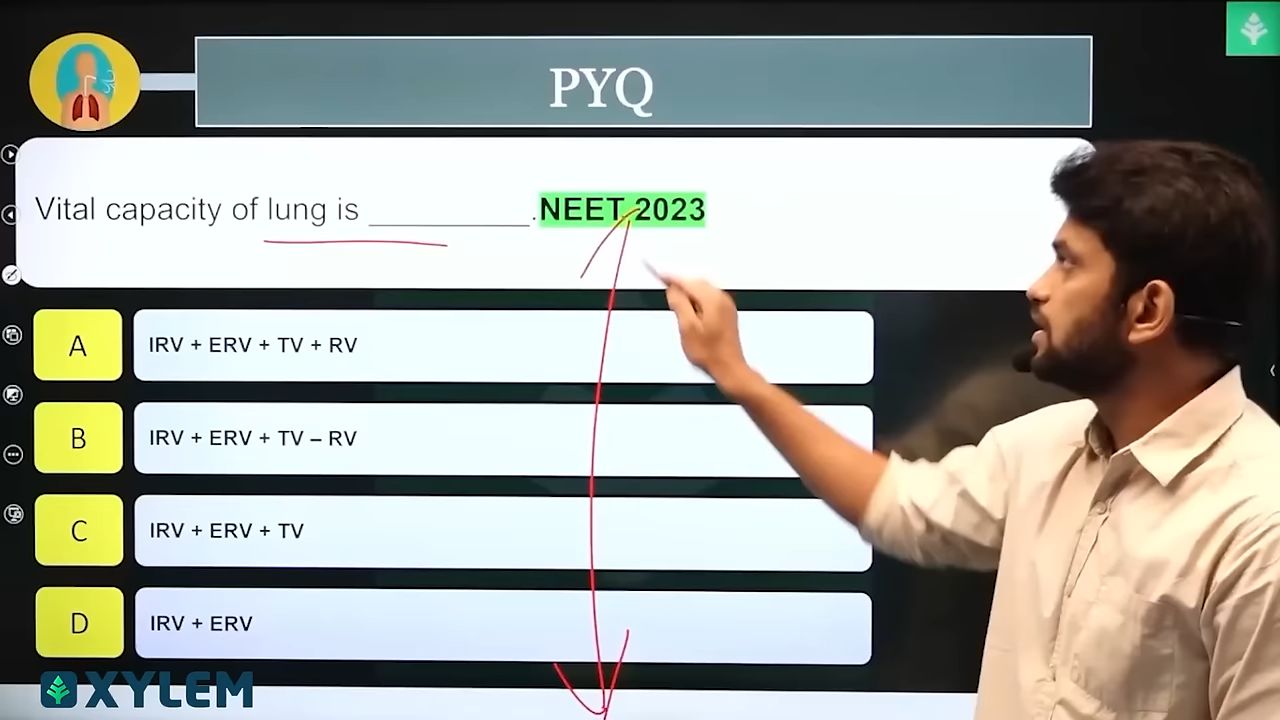 PYQ
Vital capacity of lung is __________. NEET 2023
A IRV + ERV + TV + RV
B IRV + ERV + TV – RV
C IRV + ERV + TV
D IRV + ERV
XYLEM